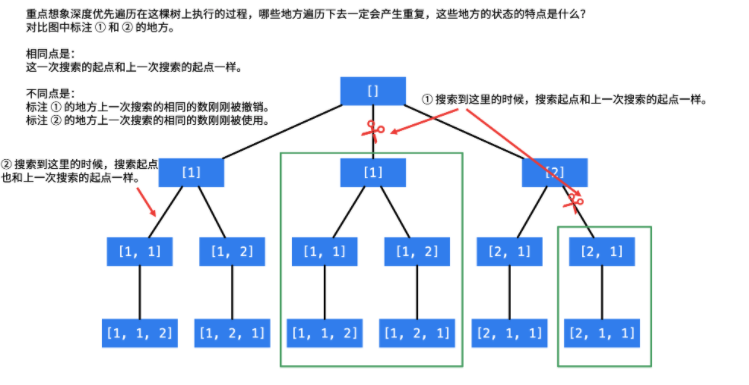 重点想象深度优先遍历在这棵树上执行的过程，哪些地方遍历下去一定会产生重复，这些地方的状态的特点是什么？
对比图中标注 ① 和 ② 的地方。
相同点是：
这一次搜索的起点和上一次搜索的起点一样。
不同点是：
标注 ① 的地方上一次搜索的相同的数刚刚被撤销。
标注 ② 的地方上一次搜索的相同的数刚刚被使用。
[]
① 搜索到这里的时候，搜索起点和上一次搜索的起点一样。
② 搜索到这里的时候，搜索起点
也和上一次搜索的起点一样。
[1]
[1]
[2]
[1, 1]
[1, 2]
[1, 1]
[1, 2]
[2, 1]
[2, 1]
[1, 1, 2]
[1, 2, 1]
[1, 1, 2]
[1, 2, 1]
[2, 1, 1]
[2, 1, 1]